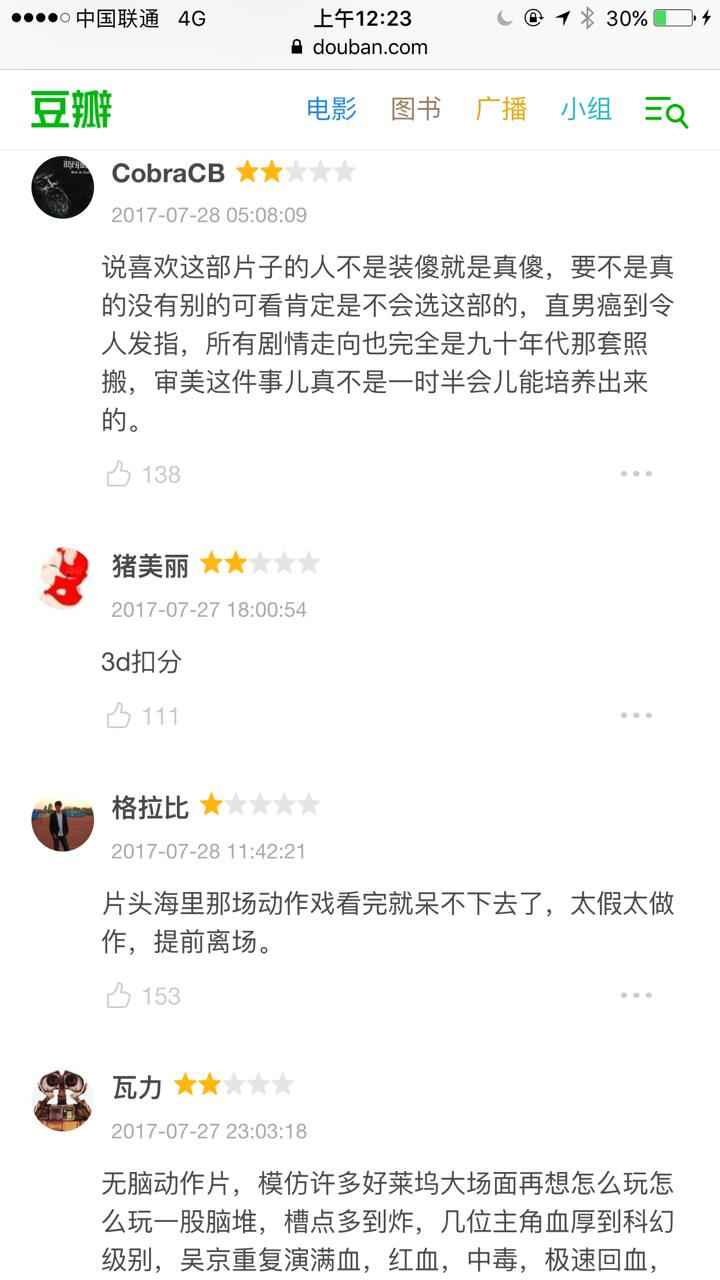 中国联通 4G 上午12:23 30%
douban.com
豆瓣 电影 图书 广播 小组
CobraCB
2017-07-28 05:08:09
说喜欢这部片子的人不是装傻就是真傻，要不是真
的没有别的可看肯定是不会选这部的，直男癌到令
人发指，所有剧情走向也完全是九十年代那套照
搬，审美这件事儿真不是一时半会儿能培养出来
的。
138
猪美丽
2017-07-27 18:00:54
3d扣分
111
格拉比
2017-07-28 11:42:21
片头海里那场动作戏看完就呆不下去了，太假太做
作，提前离场。
153
瓦力
2017-07-27 23:03:18
无脑动作片，模仿许多好莱坞大场面再想怎么玩怎
么玩一股脑堆，槽点多到炸，几位主角血厚到科幻
级别，吴京重复演满血，红血，中毒，极速回血，